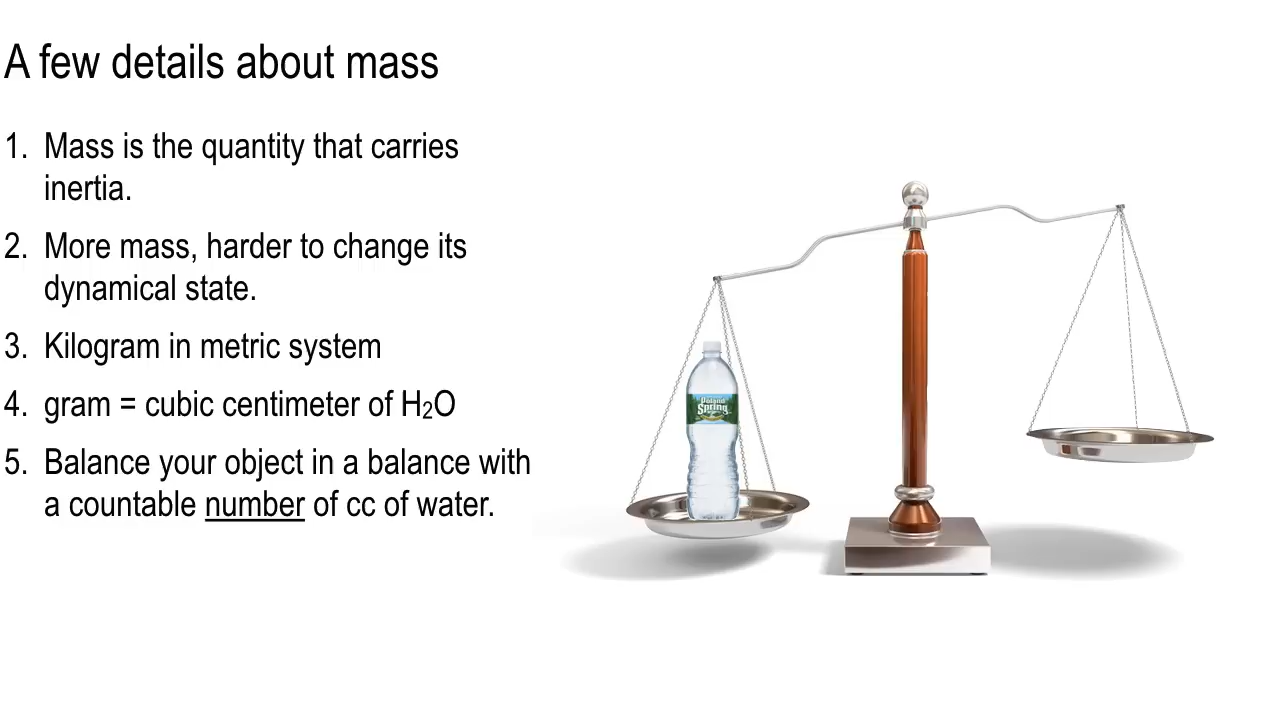 A few details about mass
1. Mass is the quantity that carries
inertia.
2. More mass, harder to change its
dynamical state.
3. Kilogram in metric system
4. gram = cubic centimeter of H₂O
5. Balance your object in a balance with
a countable number of cc of water.
Poland
Spring